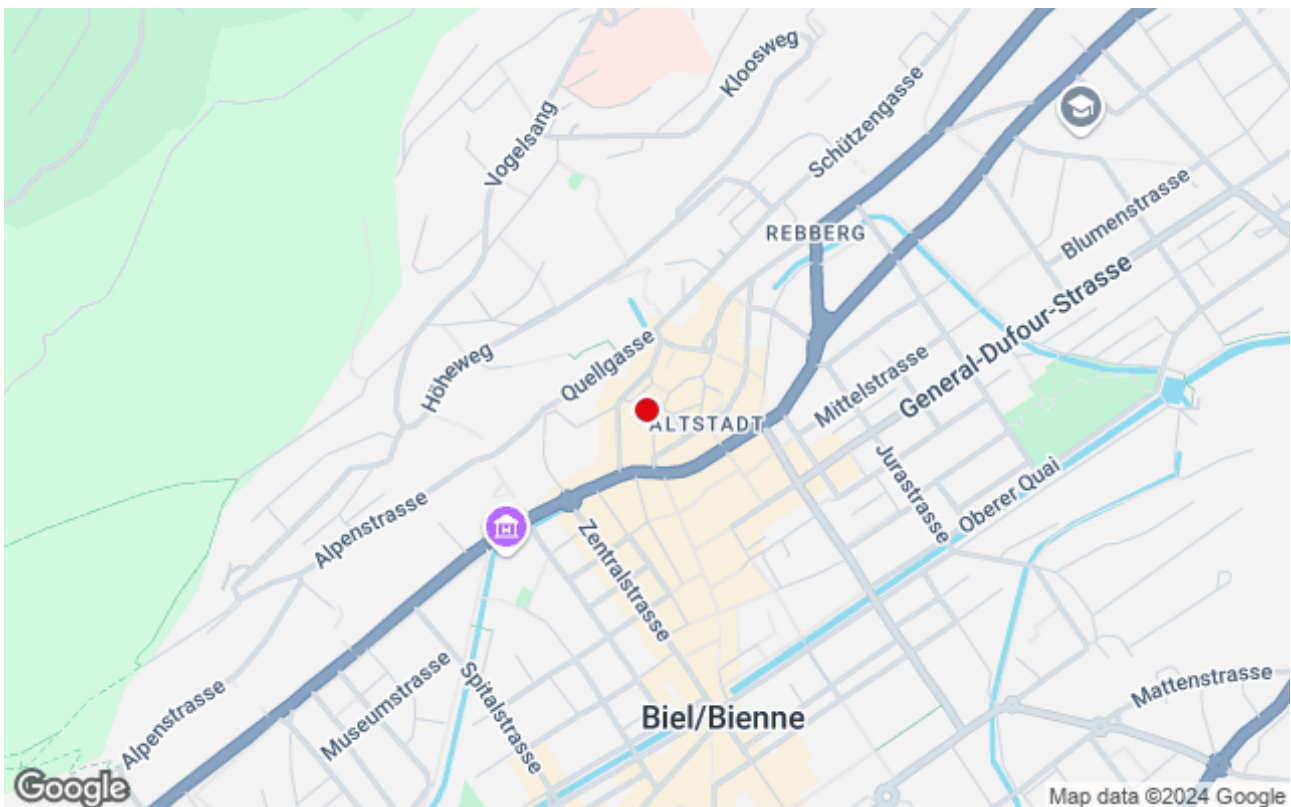 Kloosweg
Vogelsang
Schützengasse
REBBERG
Blumenstrasse
General-Dufour-Strasse
Quellgasse
Höheweg
Mittelstrasse
ALTSTADT
Jurastrasse
Oberer Quai
Alpenstrasse
Zentralstrasse
Mattenstrasse
Alpenstrasse
Museumstrasse
Spitalstrasse
Biel/Bienne
Google
Map data ©2024 Google